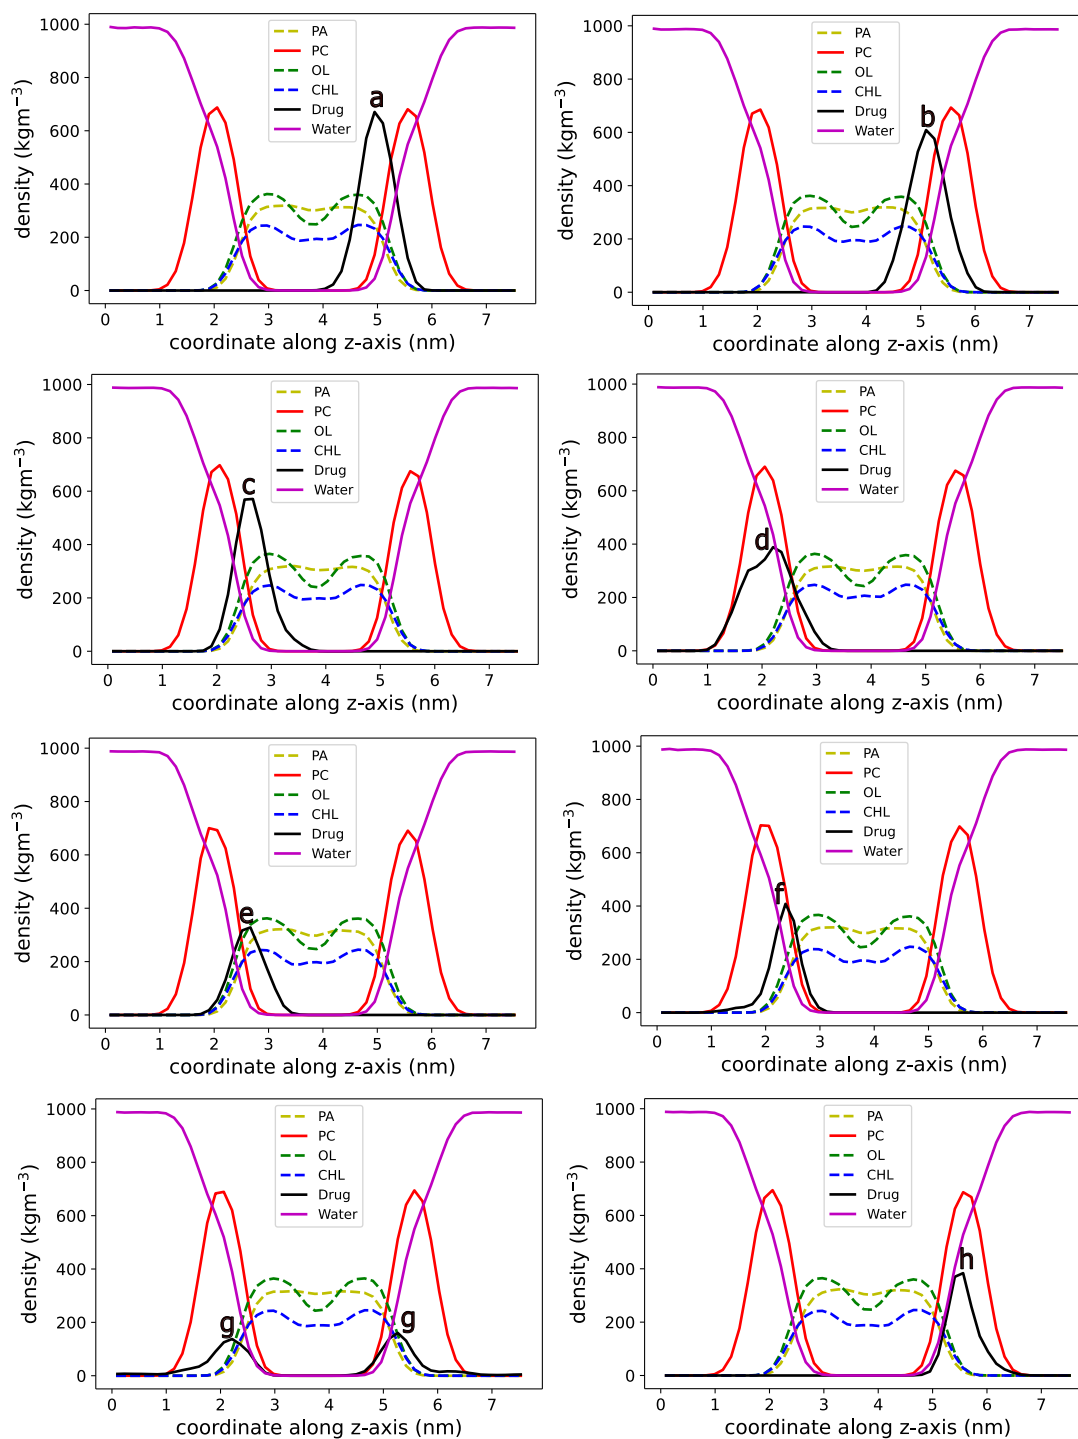 1000
800
600
400
200
0
density (kgm⁻³)
PA
PC
OL
CHL
Drug
Water
a
0 1 2 3 4 5 6 7
coordinate along z-axis (nm)
1000
800
600
400
200
0
density (kgm⁻³)
PA
PC
OL
CHL
Drug
Water
b
0 1 2 3 4 5 6 7
coordinate along z-axis (nm)
1000
800
600
400
200
0
density (kgm⁻³)
PA
PC
OL
CHL
Drug
Water
c
0 1 2 3 4 5 6 7
coordinate along z-axis (nm)
1000
800
600
400
200
0
density (kgm⁻³)
PA
PC
OL
CHL
Drug
Water
d
0 1 2 3 4 5 6 7
coordinate along z-axis (nm)
1000
800
600
400
200
0
density (kgm⁻³)
PA
PC
OL
CHL
Drug
Water
e
0 1 2 3 4 5 6 7
coordinate along z-axis (nm)
1000
800
600
400
200
0
density (kgm⁻³)
PA
PC
OL
CHL
Drug
Water
f
0 1 2 3 4 5 6 7
coordinate along z-axis (nm)
1000
800
600
400
200
0
density (kgm⁻³)
PA
PC
OL
CHL
Drug
Water
g g
0 1 2 3 4 5 6 7
coordinate along z-axis (nm)
1000
800
600
400
200
0
density (kgm⁻³)
PA
PC
OL
CHL
Drug
Water
h
0 1 2 3 4 5 6 7
coordinate along z-axis (nm)